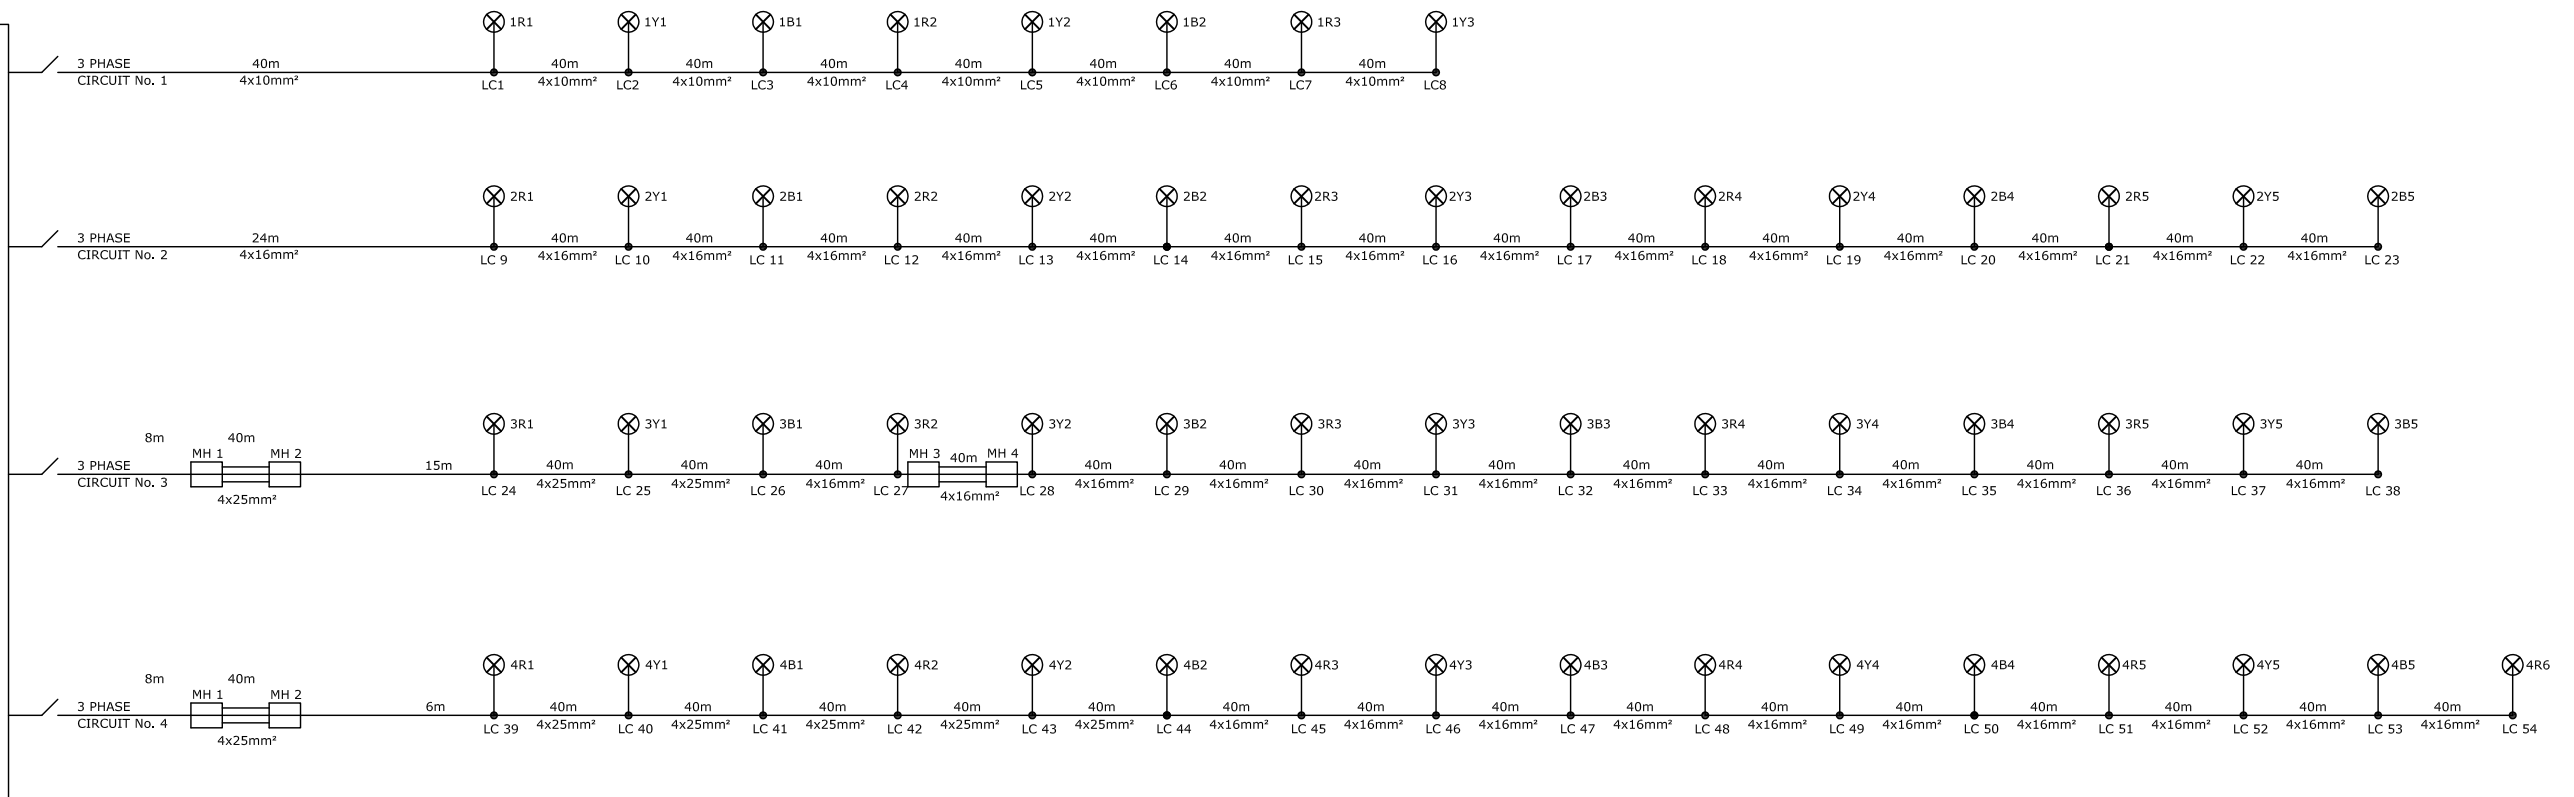 1R1 1Y1 1B1 1R2 1Y2 1B2 1R3 1Y3
3 PHASE 40m 40m 40m 40m 40m 40m 40m 40m
CIRCUIT No. 1 4x10mm² 4x10mm² 4x10mm² 4x10mm² 4x10mm² 4x10mm² 4x10mm² 4x10mm²
LC1 LC2 LC3 LC4 LC5 LC6 LC7 LC8
2R1 2Y1 2B1 2R2 2Y2 2B2 2R3 2Y3 2B3 2R4 2Y4 2B4 2R5 2Y5 2B5
3 PHASE 24m 40m 40m 40m 40m 40m 40m 40m 40m 40m 40m 40m 40m 40m 40m
CIRCUIT No. 2 4x16mm² 4x16mm² 4x16mm² 4x16mm² 4x16mm² 4x16mm² 4x16mm² 4x16mm² 4x16mm² 4x16mm² 4x16mm² 4x16mm² 4x16mm² 4x16mm² 4x16mm²
LC 9 LC 10 LC 11 LC 12 LC 13 LC 14 LC 15 LC 16 LC 17 LC 18 LC 19 LC 20 LC 21 LC 22 LC 23
3R1 3Y1 3B1 3R2 3Y2 3B2 3R3 3Y3 3B3 3R4 3Y4 3B4 3R5 3Y5 3B5
8m 40m
MH 1 MH 2 MH 3 40m MH 4
3 PHASE 15m 40m 40m 40m 40m 40m 40m 40m 40m 40m 40m 40m 40m 40m
CIRCUIT No. 3 4x25mm² 4x25mm² 4x16mm² 4x16mm² 4x16mm² 4x16mm² 4x16mm² 4x16mm² 4x16mm² 4x16mm² 4x16mm² 4x16mm² 4x16mm²
LC 24 LC 25 LC 26 LC 27 LC 28 LC 29 LC 30 LC 31 LC 32 LC 33 LC 34 LC 35 LC 36 LC 37 LC 38
4x25mm² 4x16mm²
4R1 4Y1 4B1 4R2 4Y2 4B2 4R3 4Y3 4B3 4R4 4Y4 4B4 4R5 4Y5 4B5 4R6
8m 40m
MH 1 MH 2
3 PHASE 6m 40m 40m 40m 40m 40m 40m 40m 40m 40m 40m 40m 40m 40m 40m 40m
CIRCUIT No. 4 4x25mm² 4x25mm² 4x25mm² 4x25mm² 4x25mm² 4x16mm² 4x16mm² 4x16mm² 4x16mm² 4x16mm² 4x16mm² 4x16mm² 4x16mm² 4x16mm² 4x16mm²
LC 39 LC 40 LC 41 LC 42 LC 43 LC 44 LC 45 LC 46 LC 47 LC 48 LC 49 LC 50 LC 51 LC 52 LC 53 LC 54
4x25mm²